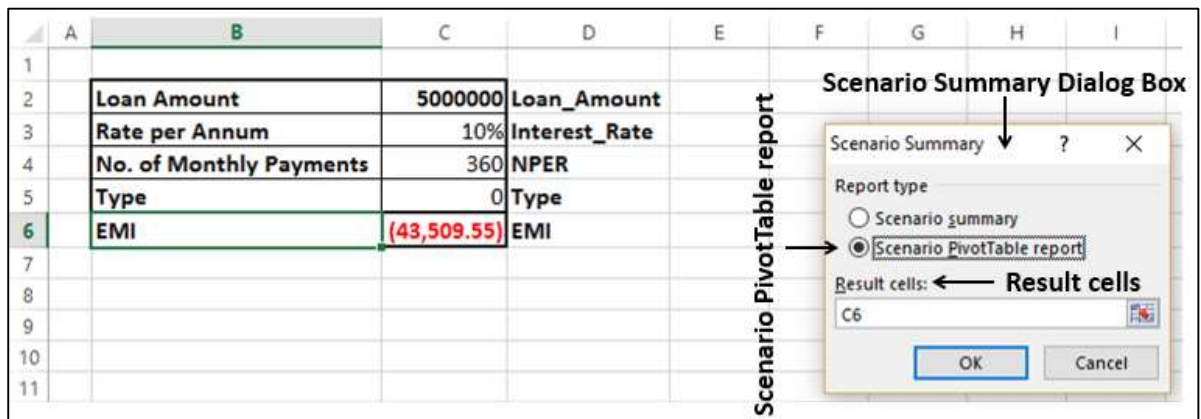 A B C D E F G H I
1
2 Loan Amount 5000000 Loan_Amount
3 Rate per Annum 10% Interest_Rate
4 No. of Monthly Payments 360 NPER
5 Type 0 Type
6 EMI (43,509.55) EMI
7
8
9
10
11
Scenario PivotTable report
Scenario Summary Dialog Box
Scenario Summary ? ×
Report type
Scenario summary
Scenario PivotTable report
Result cells: Result cells
C6
OK Cancel